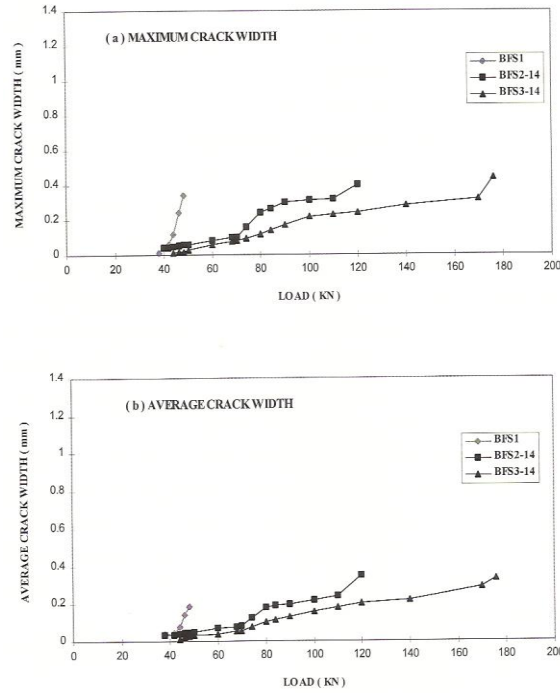 ( a ) MAXIMUM CRACK WIDTH
BFS1
BFS2-14
BFS3-14
MAXIMUM CRACK WIDTH ( mm )
1.4
1.2
1
0.8
0.6
0.4
0.2
0
0 20 40 60 80 100 120 140 160 180 200
LOAD ( KN )
( b ) AVERAGE CRACK WIDTH
BFS1
BFS2-14
BFS3-14
AVERAGE CRACK WIDTH ( mm )
1.4
1.2
1
0.8
0.6
0.4
0.2
0
0 20 40 60 80 100 120 140 160 180 200
LOAD ( KN )